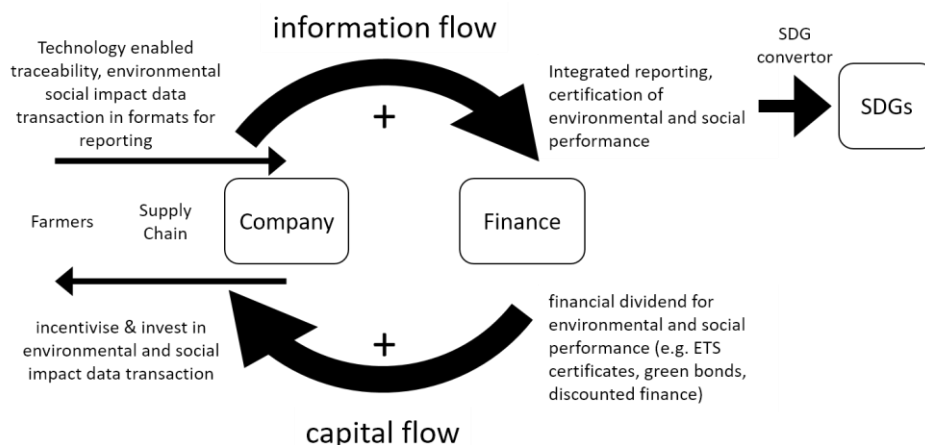 information flow
Technology enabled
traceability, environmental
social impact data
transaction in formats for
reporting
+
Integrated reporting,
certification of
environmental and social
performance
SDG
convertor
SDGs
Farmers
Supply
Chain
Company
Finance
incentivise & invest in
environmental and social
impact data transaction
+
financial dividend for
environmental and social
performance (e.g. ETS
certificates, green bonds,
discounted finance)
capital flow